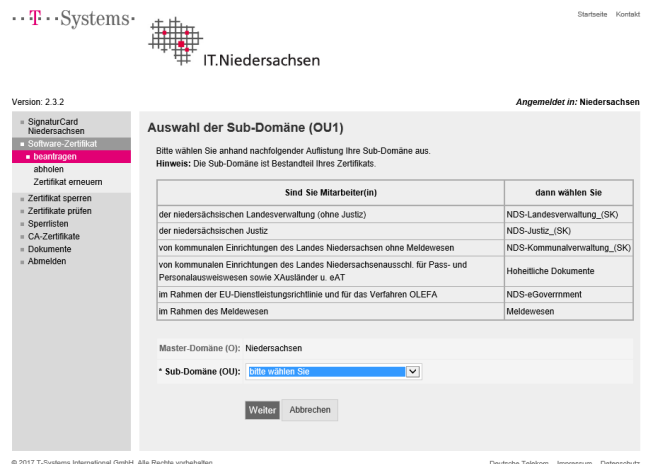 ··T··Systems·
Startseite Kontakt
IT.Niedersachsen
Version: 2.3.2
Angemeldet in: Niedersachsen
SignaturCard
Niedersachsen
Software-Zertifikat
beantragen
abholen
Zertifikat erneuern
Zertifikat sperren
Zertifikate prüfen
Sperrlisten
CA-Zertifikate
Dokumente
Abmelden
Auswahl der Sub-Domäne (OU1)
Bitte wählen Sie anhand nachfolgender Auflistung Ihre Sub-Domäne aus.
Hinweis: Die Sub-Domäne ist Bestandteil Ihres Zertifikats.
Sind Sie Mitarbeiter(in) dann wählen Sie
der niedersächsischen Landesverwaltung (ohne Justiz) NDS-Landesverwaltung_(SK)
der niedersächsischen Justiz NDS-Justiz_(SK)
von kommunalen Einrichtungen des Landes Niedersachsen ohne Meldewesen NDS-Kommunalverwaltung_(SK)
von kommunalen Einrichtungen des Landes Niedersachsenausschl. für Pass- und
Personalausweiswesen sowie XAusländer u. eAT Hoheitliche Dokumente
im Rahmen der EU-Dienstleistungsrichtlinie und für das Verfahren OLEFA NDS-eGoverrnment
im Rahmen des Meldewesen Meldewesen
Master-Domäne (O): Niedersachsen
* Sub-Domäne (OU): bitte wählen Sie
Weiter Abbrechen
© 2017 T-Systems International GmbH. Alle Rechte vorbehalten.
Deutsche Telekom Impressum Datenschutz